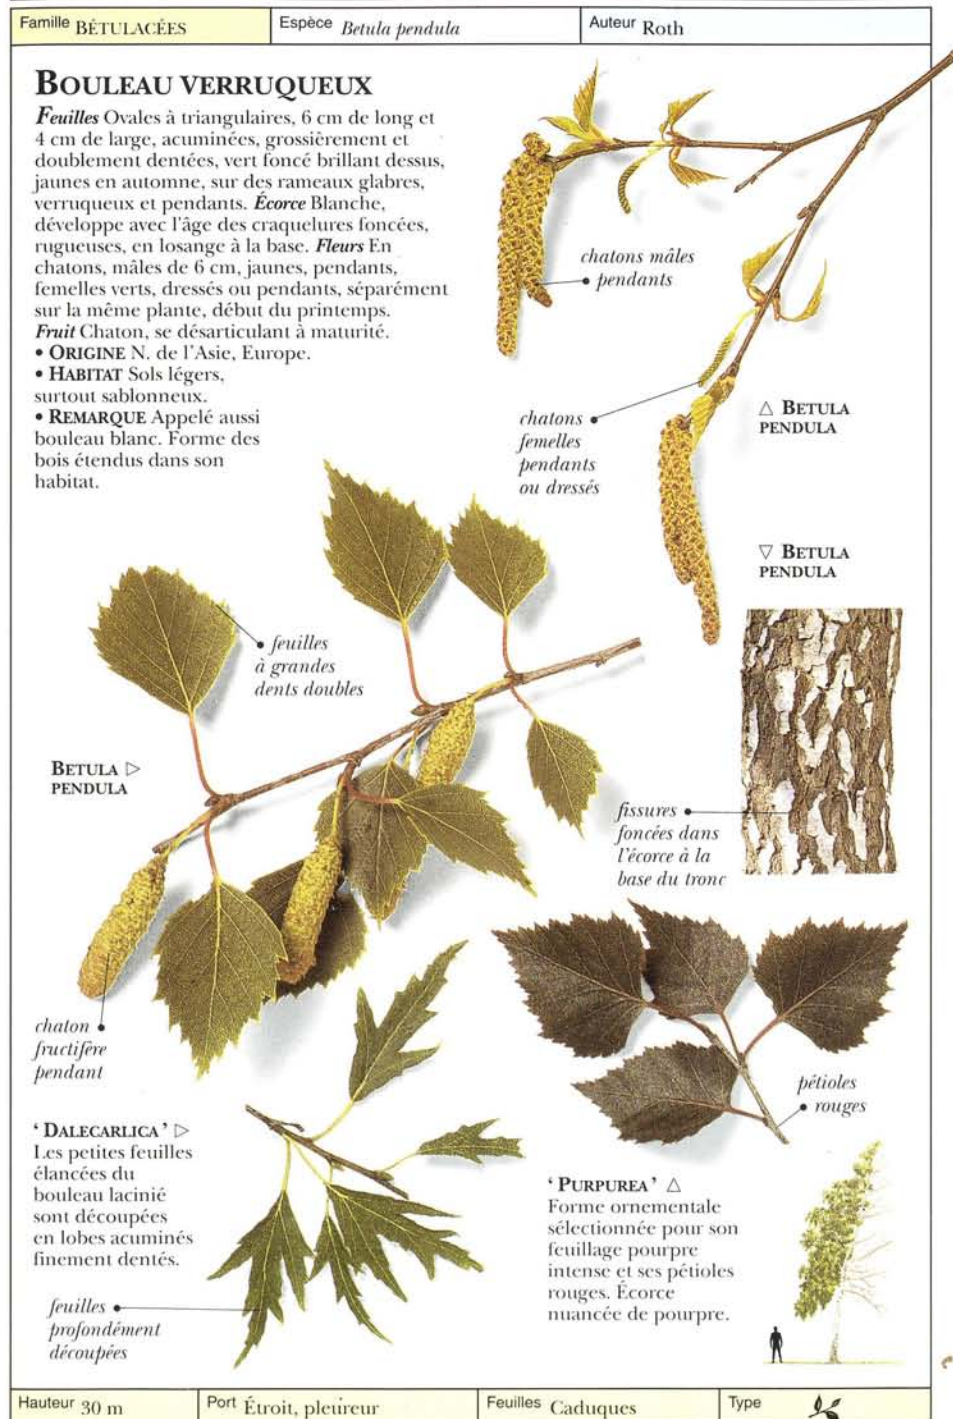 Famille BÉTULACÉES
Espèce Betula pendula
Auteur Roth
BOULEAU VERRUQUEUX
Feuilles Ovales à triangulaires, 6 cm de long et
4 cm de large, acuminées, grossièrement et
doublement dentées, vert foncé brillant dessus,
jaunes en automne, sur des rameaux glabres,
verruqueux et pendants. Écorce Blanche,
développe avec l'âge des craquelures foncées,
rugueuses, en losange à la base. Fleurs En
chatons, mâles de 6 cm, jaunes, pendants,
femelles verts, dressés ou pendants, séparément
sur la même plante, début du printemps.
Fruit Chaton, se désarticulant à maturité.
• ORIGINE N. de l'Asie, Europe.
• HABITAT Sols légers,
surtout sablonneux.
• REMARQUE Appelé aussi
bouleau blanc. Forme des
bois étendus dans son
habitat.
chatons mâles
pendants
chatons
femelles
pendants
ou dressés
△ BETULA
PENDULA
▽ BETULA
PENDULA
feuilles
à grandes
dents doubles
BETULA ▷
PENDULA
fissures
foncées dans
l'écorce à la
base du tronc
chaton
fructifère
pendant
pétioles
rouges
'DALECARLICA' ▷
Les petites feuilles
élancées du
bouleau lacinié
sont découpées
en lobes acuminés
finement dentés.
feuilles
profondément
découpées
'PURPUREA' △
Forme ornementale
sélectionnée pour son
feuillage pourpre
intense et ses pétioles
rouges. Écorce
nuancée de pourpre.
Hauteur 30 m
Port Étroit, pleureur
Feuilles Caduques
Type